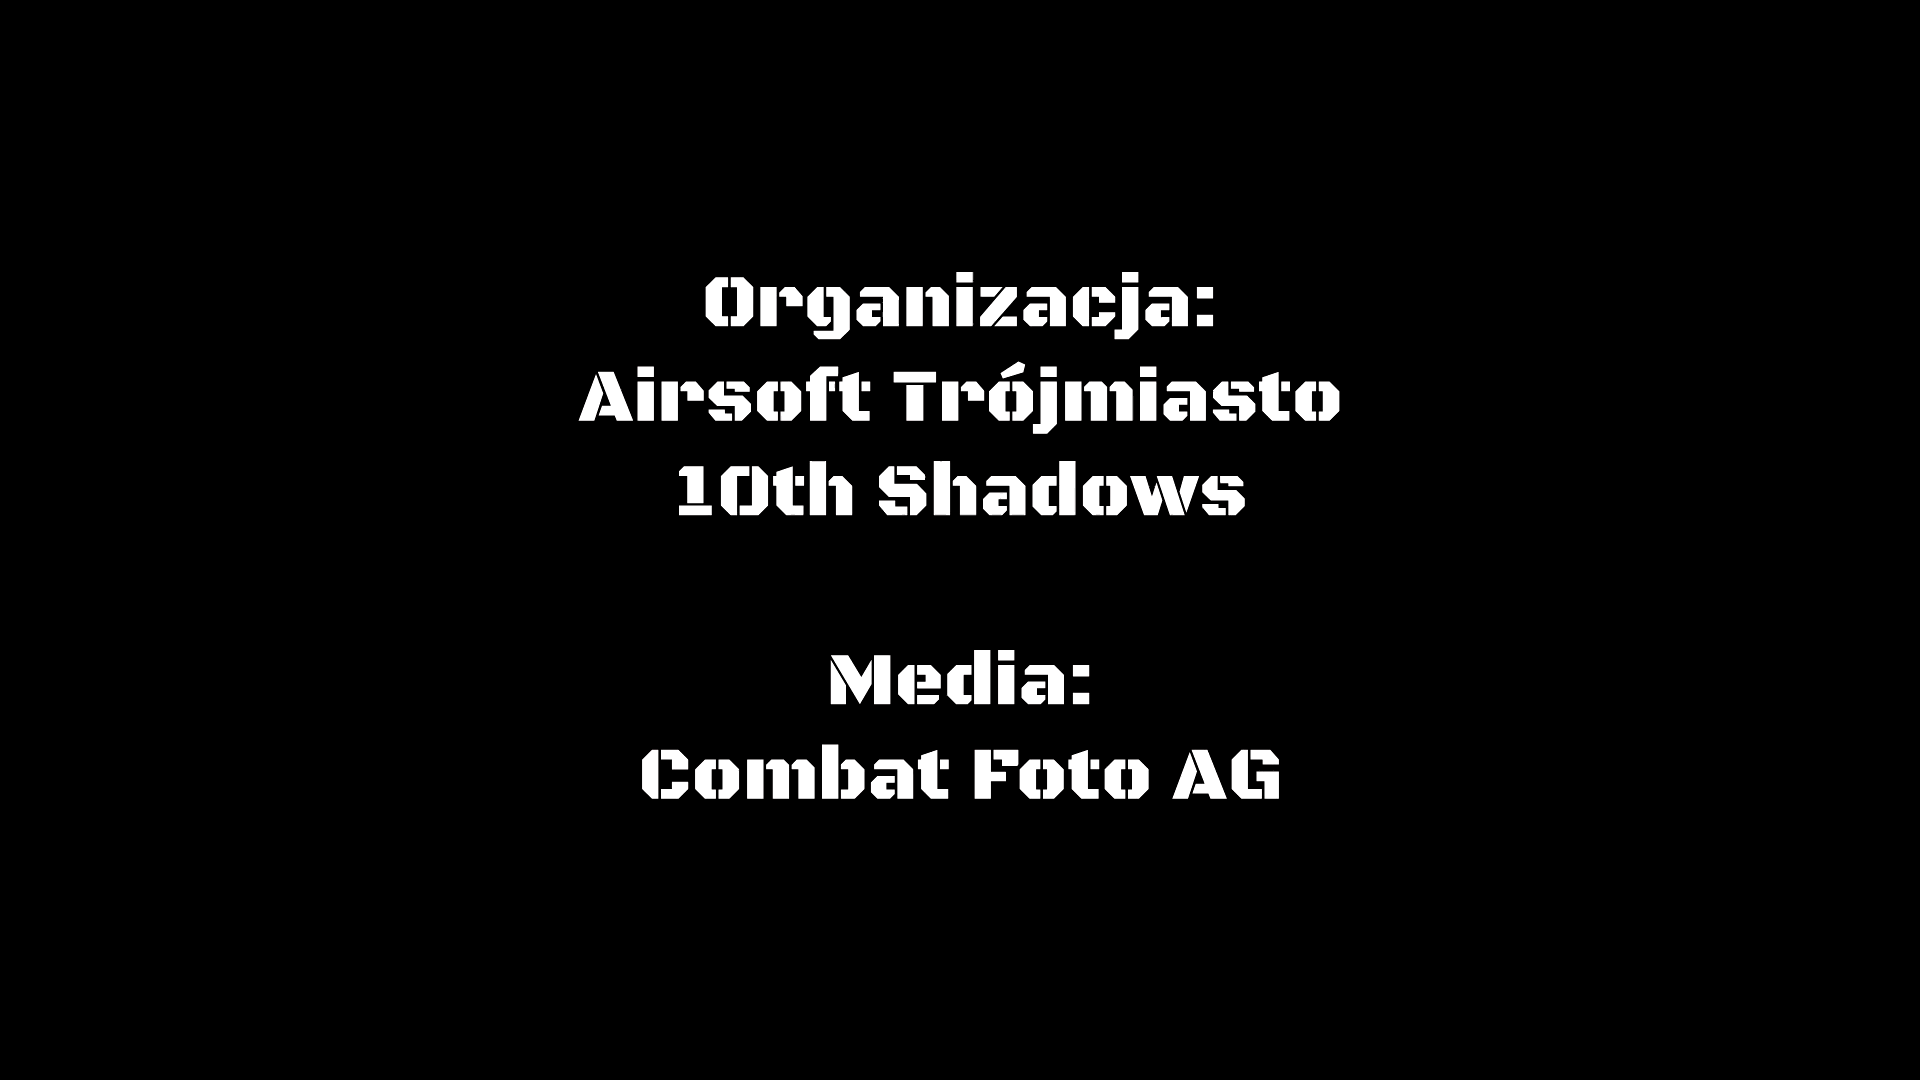 Organizacja:
Airsoft Trójmiasto
10th Shadows
Media:
Combat Foto AG